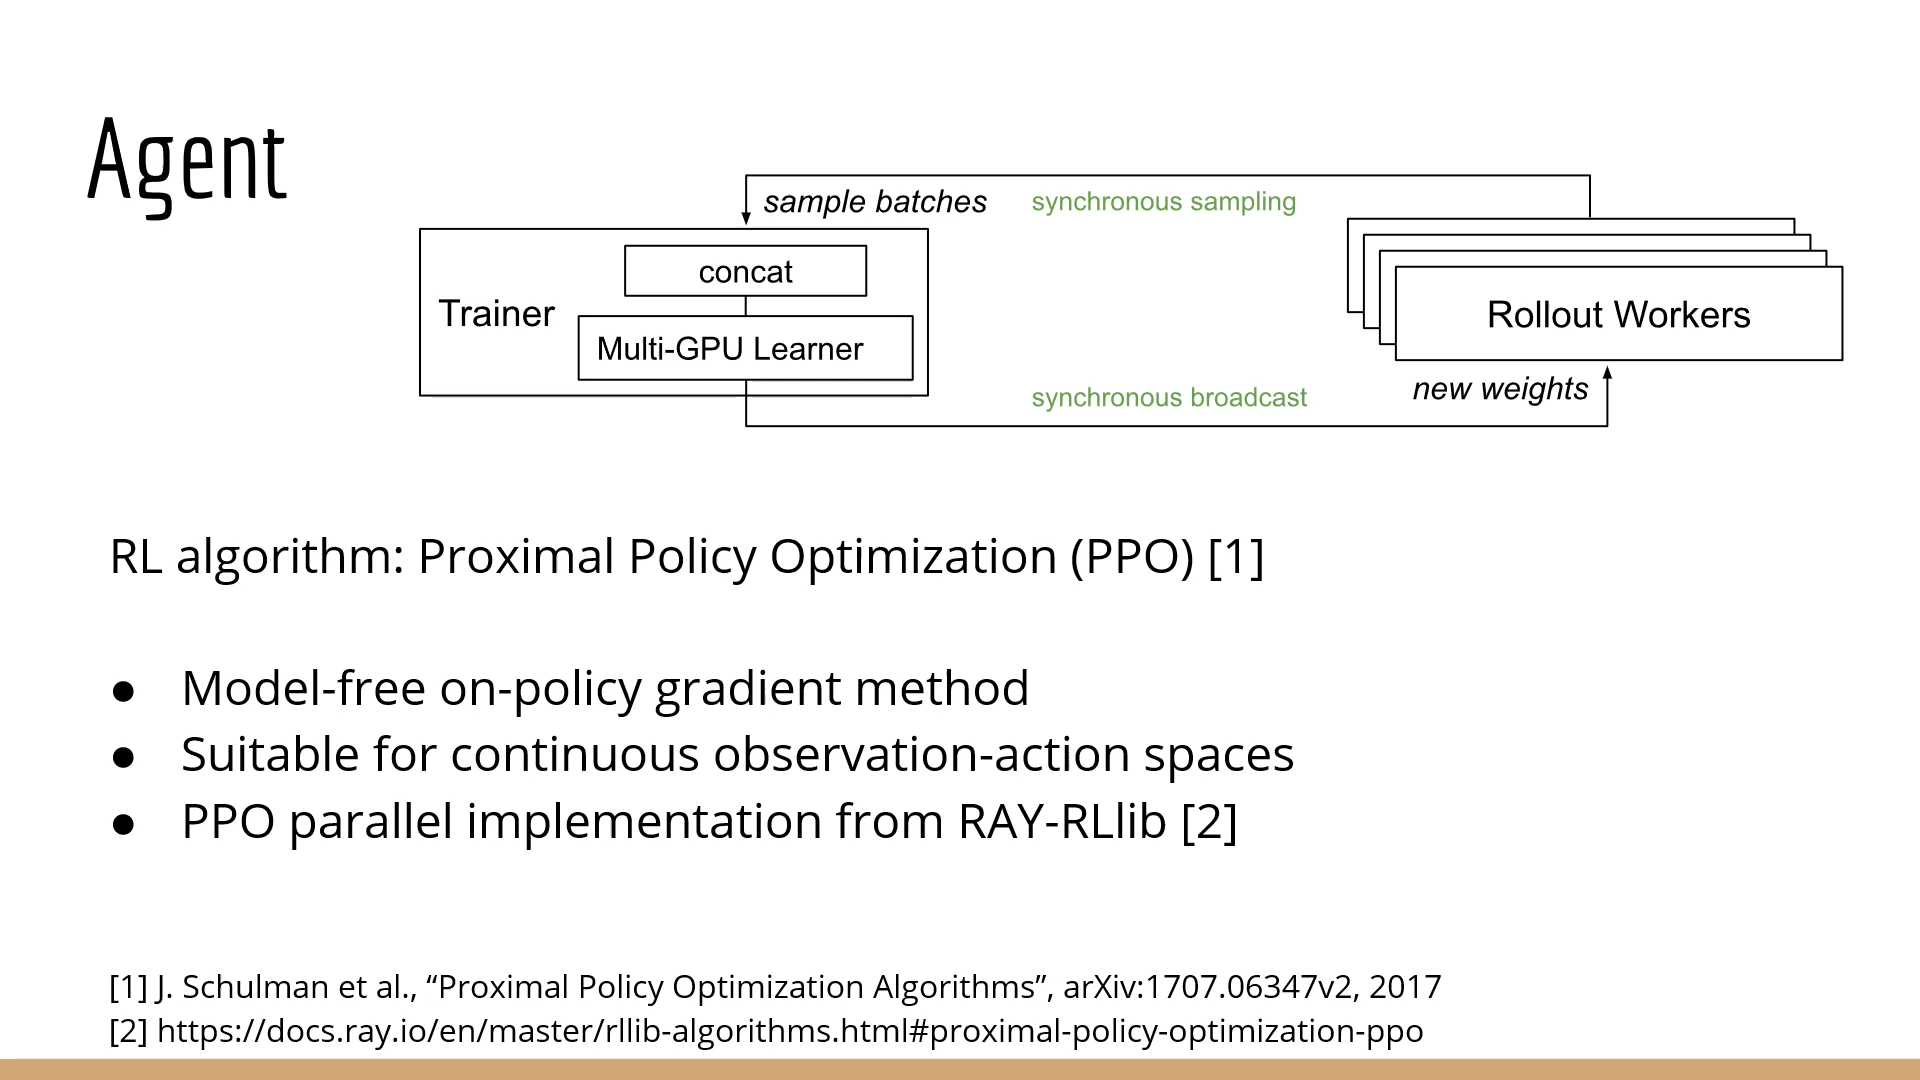 Agent
sample batches synchronous sampling
concat
Trainer
Rollout Workers
Multi-GPU Learner
synchronous broadcast
new weights
RL algorithm: Proximal Policy Optimization (PPO) [1]
● Model-free on-policy gradient method
● Suitable for continuous observation-action spaces
● PPO parallel implementation from RAY-RLlib [2]
[1] J. Schulman et al., “Proximal Policy Optimization Algorithms”, arXiv:1707.06347v2, 2017
[2] https://docs.ray.io/en/master/rllib-algorithms.html#proximal-policy-optimization-ppo